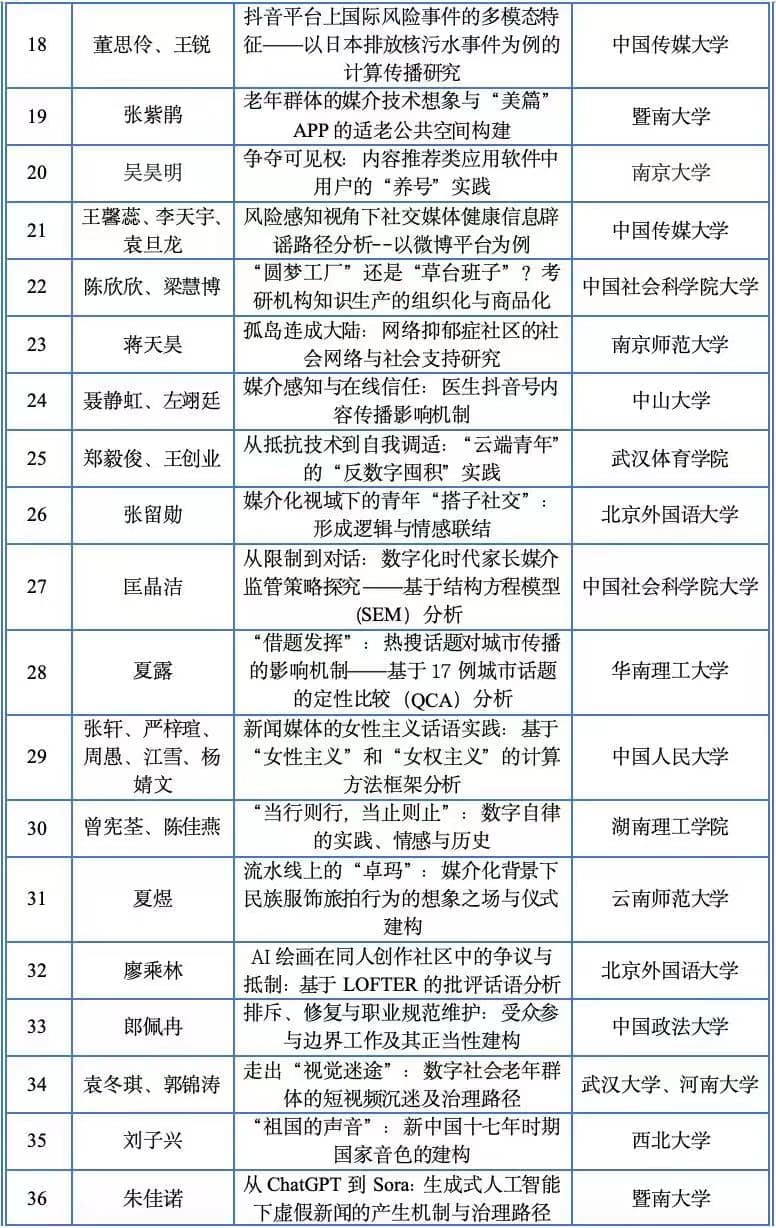 18
董思伶、王锐
抖音平台上国际风险事件的多模态特
征——以日本排放核污水事件为例的
计算传播研究
中国传媒大学
19
张紫鹃
老年群体的媒介技术想象与“美篇”
APP 的适老公共空间构建
暨南大学
20
吴昊明
争夺可见权：内容推荐类应用软件中
用户的“养号”实践
南京大学
21
王馨蕊、李天宇、
袁旦龙
风险感知视角下社交媒体健康信息辟
谣路径分析--以微博平台为例
中国传媒大学
22
陈欣欣、梁慧博
“圆梦工厂”还是“草台班子”？考
研机构知识生产的组织化与商品化
中国社会科学院大学
23
蒋天昊
孤岛连成大陆：网络抑郁症社区的社
会网络与社会支持研究
南京师范大学
24
聂静虹、左翊廷
媒介感知与在线信任：医生抖音号内
容传播影响机制
中山大学
25
郑毅俊、王创业
从抵抗技术到自我调适：“云端青年”
的“反数字囤积”实践
武汉体育学院
26
张留勋
媒介化视域下的青年“搭子社交”：
形成逻辑与情感联结
北京外国语大学
27
匡晶洁
从限制到对话：数字化时代家长媒介
监管策略探究——基于结构方程模型
(SEM）分析
中国社会科学院大学
28
夏露
“借题发挥”：热搜话题对城市传播
的影响机制——基于 17 例城市话题
的定性比较（QCA）分析
华南理工大学
29
张轩、严梓瑄、
周愚、江雪、杨
婧文
新闻媒体的女性主义话语实践：基于
“女性主义”和“女权主义”的计算
方法框架分析
中国人民大学
30
曾宪荃、陈佳燕
“当行则行，当止则止”：数字自律
的实践、情感与历史
湖南理工学院
31
夏煜
流水线上的“卓玛”：媒介化背景下
民族服饰旅拍行为的想象之场与仪式
建构
云南师范大学
32
廖乘林
AI 绘画在同人创作社区中的争议与
抵制：基于 LOFTER 的批评话语分析
北京外国语大学
33
郎佩冉
排斥、修复与职业规范维护：受众参
与边界工作及其正当性建构
中国政法大学
34
袁冬琪、郭锦涛
走出“视觉迷途”：数字社会老年群
体的短视频沉迷及治理路径
武汉大学、河南大学
35
刘子兴
“祖国的声音”：新中国十七年时期
国家音色的建构
西北大学
36
朱佳诺
从 ChatGPT 到 Sora：生成式人工智能
下虚假新闻的产生机制与治理路径
暨南大学